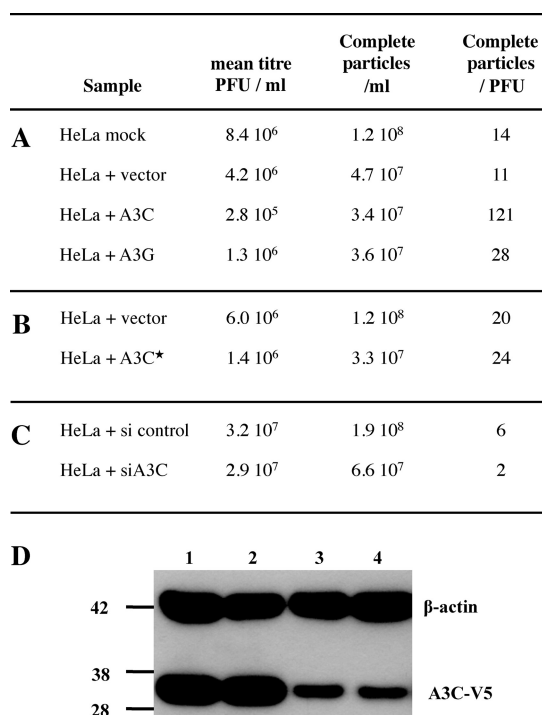 Sample mean titre PFU / ml Complete particles /ml Complete particles / PFU
A HeLa mock 8.4 10⁶ 1.2 10⁸ 14
HeLa + vector 4.2 10⁶ 4.7 10⁷ 11
HeLa + A3C 2.8 10⁵ 3.4 10⁷ 121
HeLa + A3G 1.3 10⁶ 3.6 10⁷ 28
B HeLa + vector 6.0 10⁶ 1.2 10⁸ 20
HeLa + A3C★ 1.4 10⁶ 3.3 10⁷ 24
C HeLa + si control 3.2 10⁷ 1.9 10⁸ 6
HeLa + siA3C 2.9 10⁷ 6.6 10⁷ 2
D 1 2 3 4
42 β-actin
38
A3C-V5
28